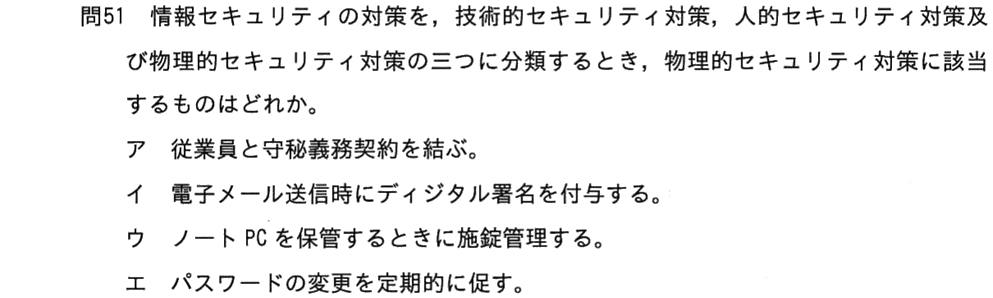 問51 情報セキュリティの対策を，技術的セキュリティ対策，人的セキュリティ対策及
び物理的セキュリティ対策の三つに分類するとき，物理的セキュリティ対策に該当
するものはどれか。
ア 従業員と守秘義務契約を結ぶ。
イ 電子メール送信時にディジタル署名を付与する。
ウ ノート PC を保管するときに施錠管理する。
エ パスワードの変更を定期的に促す。